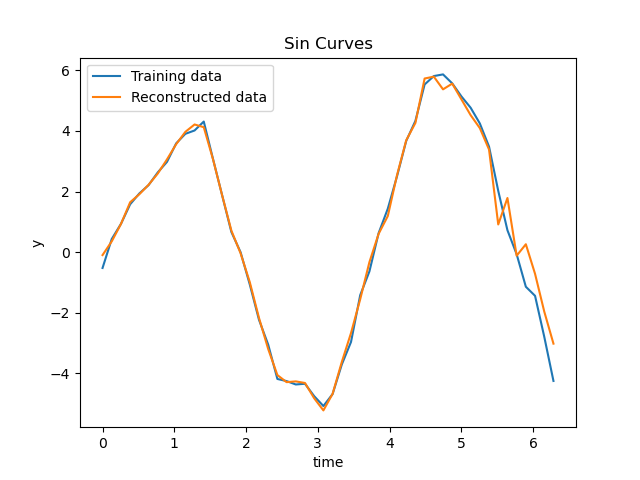 Sin Curves
Training data
Reconstructed data
6
4
2
0
−2
−4
y
0 1 2 3 4 5 6
time